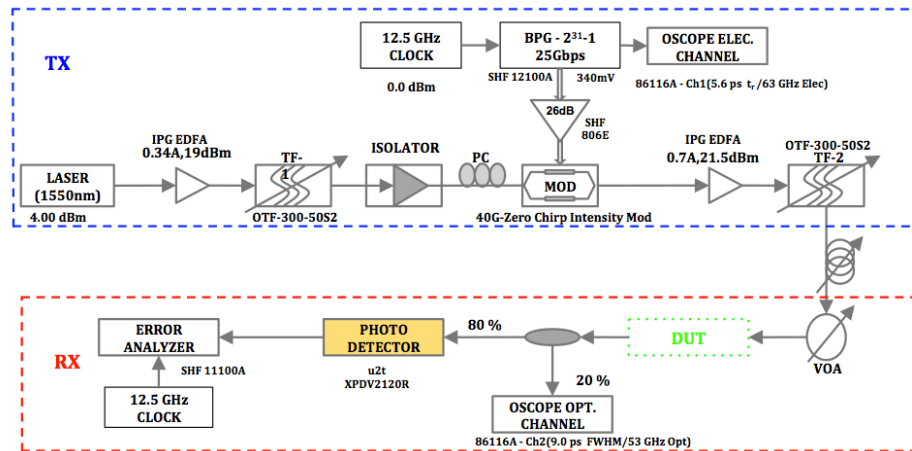 TX
12.5 GHz
CLOCK
0.0 dBm
BPG - 2³¹-1
25Gbps
SHF 12100A
340mV
OSCOPE ELEC.
CHANNEL
86116A - Ch1(5.6 ps tᵣ/63 GHz Elec)
26dB
SHF
806E
LASER
(1550nm)
4.00 dBm
IPG EDFA
0.34A,19dBm
TF-
1
OTF-300-50S2
ISOLATOR
PC
MOD
40G-Zero Chirp Intensity Mod
IPG EDFA
0.7A,21.5dBm
OTF-300-50S2
TF-2
RX
ERROR
ANALYZER
SHF 11100A
12.5 GHz
CLOCK
PHOTO
DETECTOR
u2t
XPDV2120R
80 %
20 %
OSCOPE OPT.
CHANNEL
86116A - Ch2(9.0 ps FWHM/53 GHz Opt)
DUT
VOA